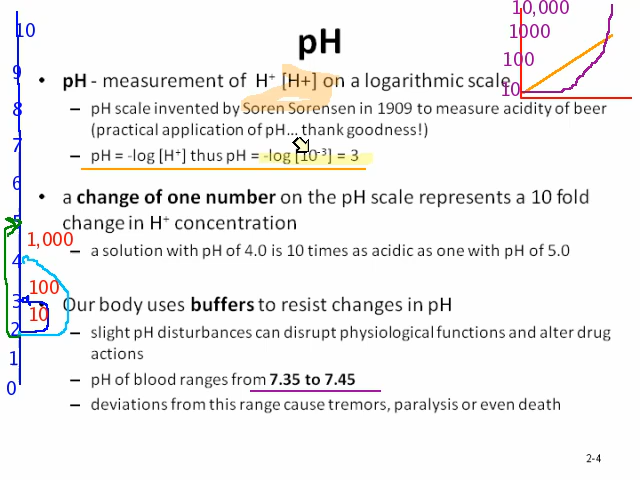 pH
• pH - measurement of H⁺ [H+] on a logarithmic scale
– pH scale invented by Soren Sorensen in 1909 to measure acidity of beer
(practical application of pH... thank goodness!)
– pH = -log [H⁺] thus pH = -log [10⁻³] = 3
• a change of one number on the pH scale represents a 10 fold
change in H⁺ concentration
– a solution with pH of 4.0 is 10 times as acidic as one with pH of 5.0
• Our body uses buffers to resist changes in pH
– slight pH disturbances can disrupt physiological functions and alter drug
actions
– pH of blood ranges from 7.35 to 7.45
– deviations from this range cause tremors, paralysis or even death
2-4
10
9
8
7
6
5
4
3
2
1
0
1,000
100
10
10,000
1000
100
10